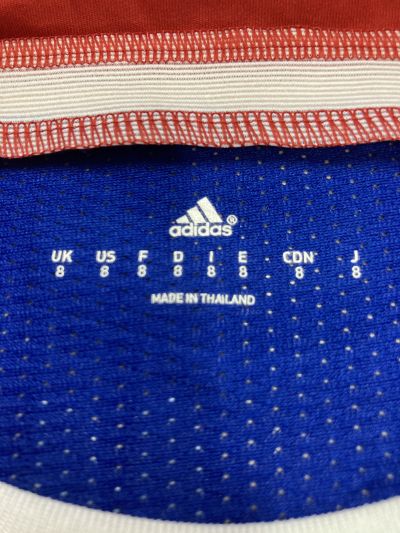 adidas®
UK US F D I E CDN J
8 8 8 8 8 8 8 8
MADE IN THAILAND